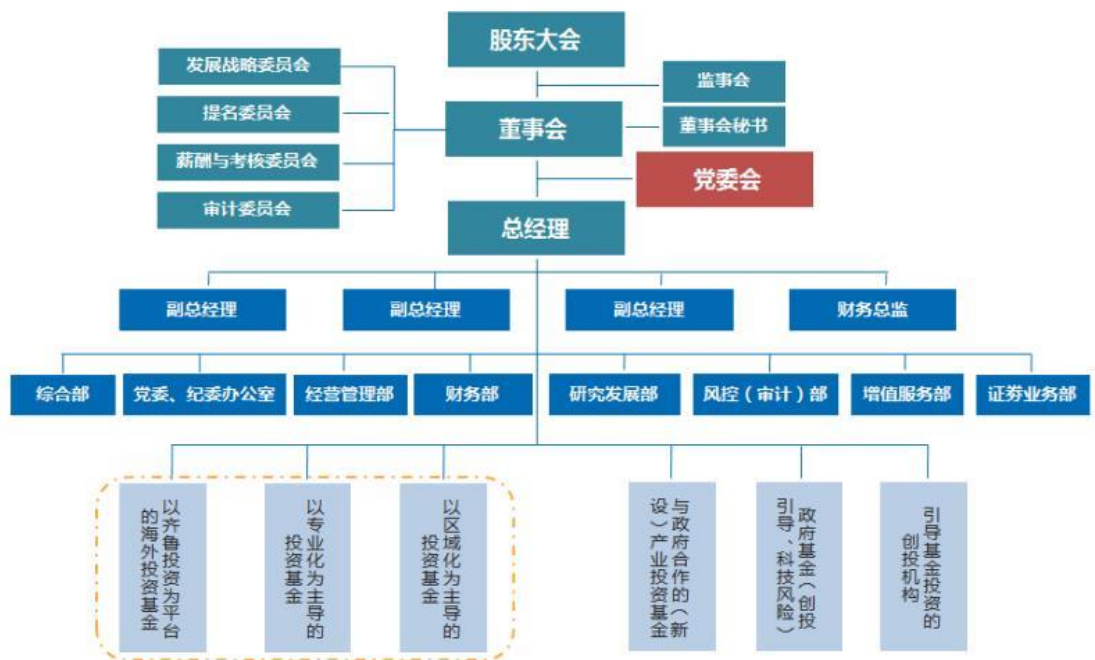 股东大会
发展战略委员会
监事会
提名委员会
董事会
董事会秘书
薪酬与考核委员会
党委会
审计委员会
总经理
副总经理
副总经理
副总经理
财务总监
综合部
党委、纪委办公室
经营管理部
财务部
研究发展部
风控（审计）部
增值服务部
证券业务部
以齐鲁投资为平台
的海外投资基金
以专业化为主导的
投资基金
以区域化为主导的
投资基金
与政府合作的（新
设）产业投资基金
政府基金（创投
引导、科技风险）
引导基金投资的
创投机构